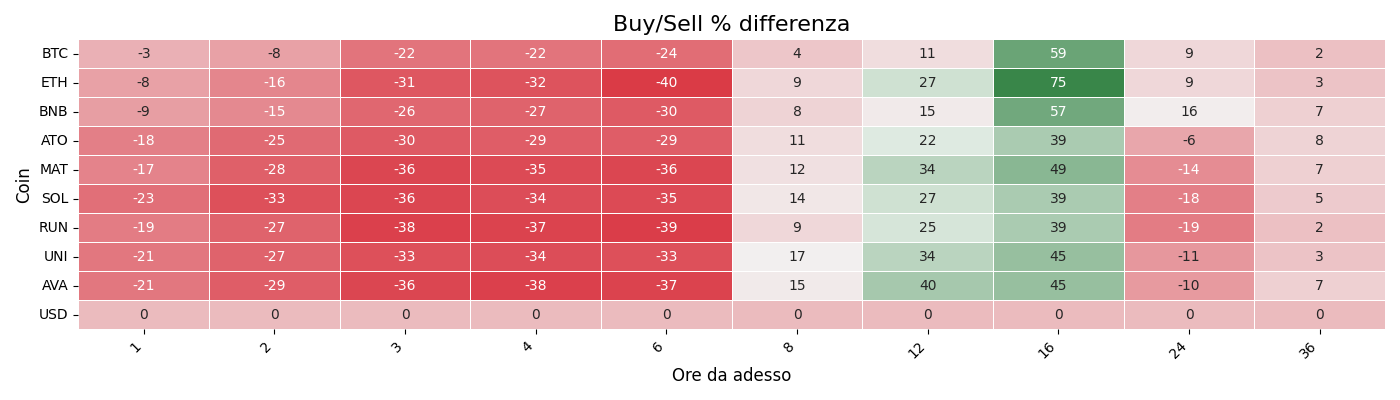 Buy/Sell % differenza
Coin
BTC -3 -8 -22 -22 -24 4 11 59 9 2
ETH -8 -16 -31 -32 -40 9 27 75 9 3
BNB -9 -15 -26 -27 -30 8 15 57 16 7
ATO -18 -25 -30 -29 -29 11 22 39 -6 8
MAT -17 -28 -36 -35 -36 12 34 49 -14 7
SOL -23 -33 -36 -34 -35 14 27 39 -18 5
RUN -19 -27 -38 -37 -39 9 25 39 -19 2
UNI -21 -27 -33 -34 -33 17 34 45 -11 3
AVA -21 -29 -36 -38 -37 15 40 45 -10 7
USD 0 0 0 0 0 0 0 0 0 0
1 2 3 4 6 8 12 16 24 36
Ore da adesso